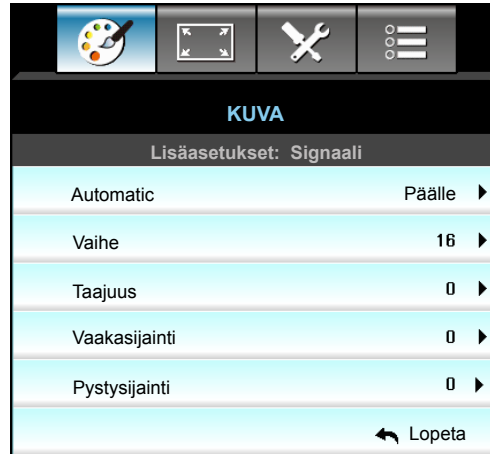 KUVA
Lisäasetukset: Signaali
Automatic Päälle
Vaihe 16
Taajuus 0
Vaakasijainti 0
Pystysijainti 0
Lopeta